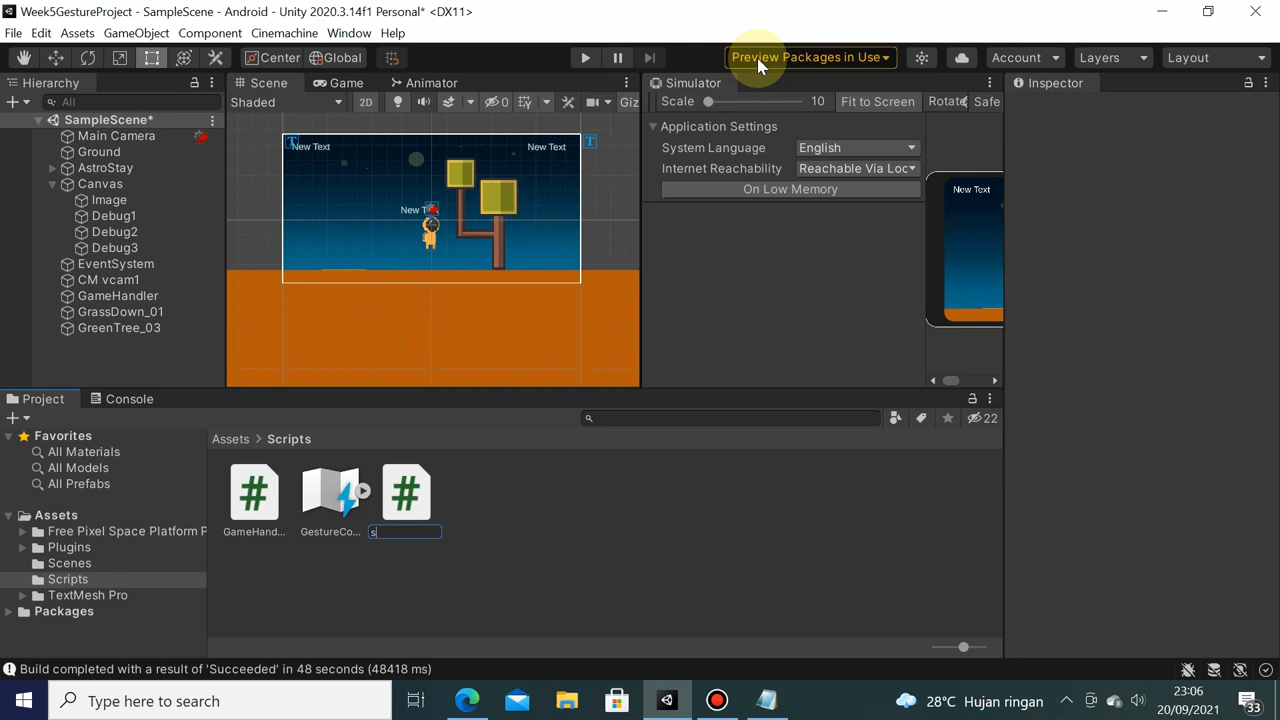 Week5GestureProject - SampleScene - Android - Unity 2020.3.14f1 Personal* <DX11>
File Edit Assets GameObject Component Cinemachine Window Help
Center Global Preview Packages in Use Account Layers Layout
Hierarchy Scene Game Animator Simulator Inspector
All Shaded 2D 0 Giz Scale 10 Fit to Screen Rotate Safe
SampleScene*
Main Camera
Ground
AstroStay
Canvas
Image
Debug1
Debug2
Debug3
EventSystem
CM vcam1
GameHandler
GrassDown_01
GreenTree_03
New Text New Text
New T
Application Settings
System Language English
Internet Reachability Reachable Via Loc
On Low Memory
New Text
Project Console
22
Favorites
All Materials
All Models
All Prefabs
Assets
Free Pixel Space Platform P
Plugins
Scenes
Scripts
TextMesh Pro
Packages
Assets > Scripts
GameHand... GestureCo... s
Build completed with a result of 'Succeeded' in 48 seconds (48418 ms)
Type here to search
28°C Hujan ringan
23:06
20/09/2021
33